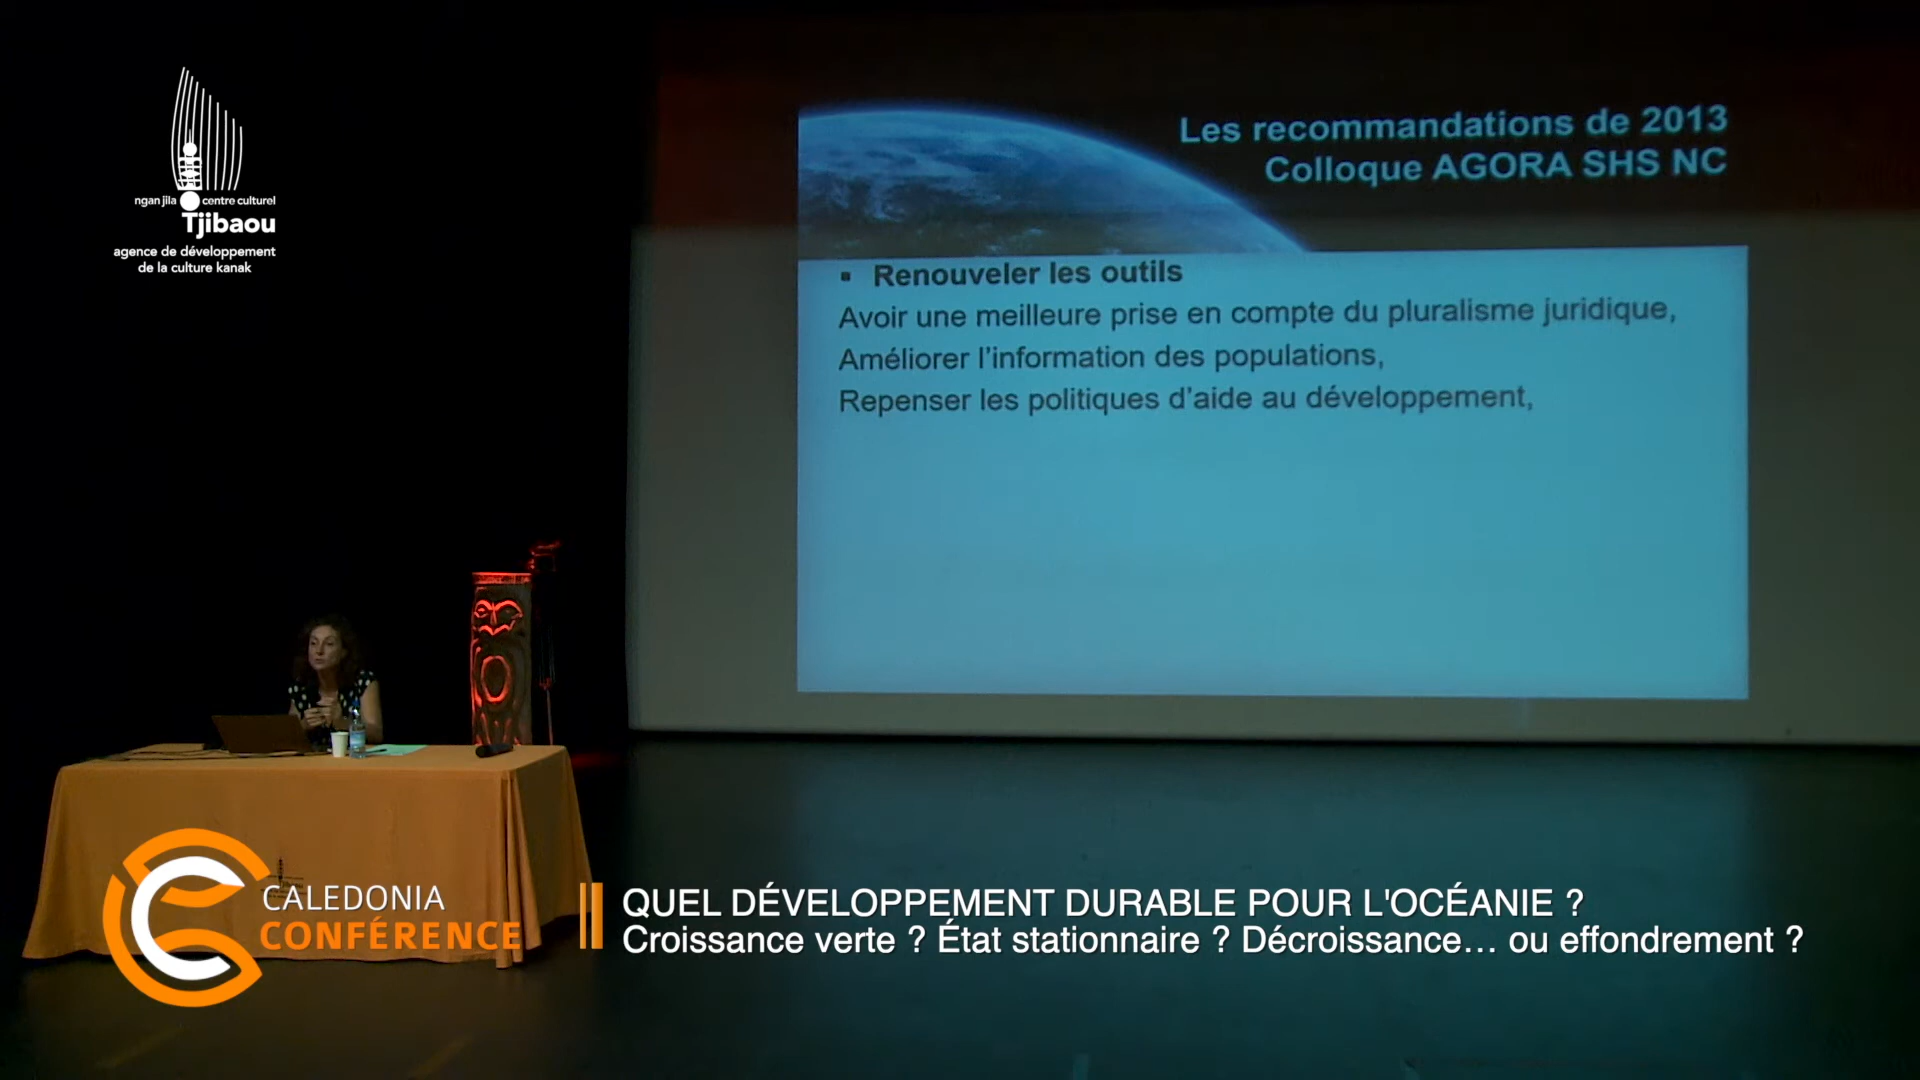 ngan jila centre culturel
Tjibaou
agence de développement
de la culture kanak
Les recommandations de 2013
Colloque AGORA SHS NC
▪ Renouveler les outils
Avoir une meilleure prise en compte du pluralisme juridique,
Améliorer l'information des populations,
Repenser les politiques d'aide au développement,
CALEDONIA
CONFÉRENCE
QUEL DÉVELOPPEMENT DURABLE POUR L'OCÉANIE ?
Croissance verte ? État stationnaire ? Décroissance… ou effondrement ?